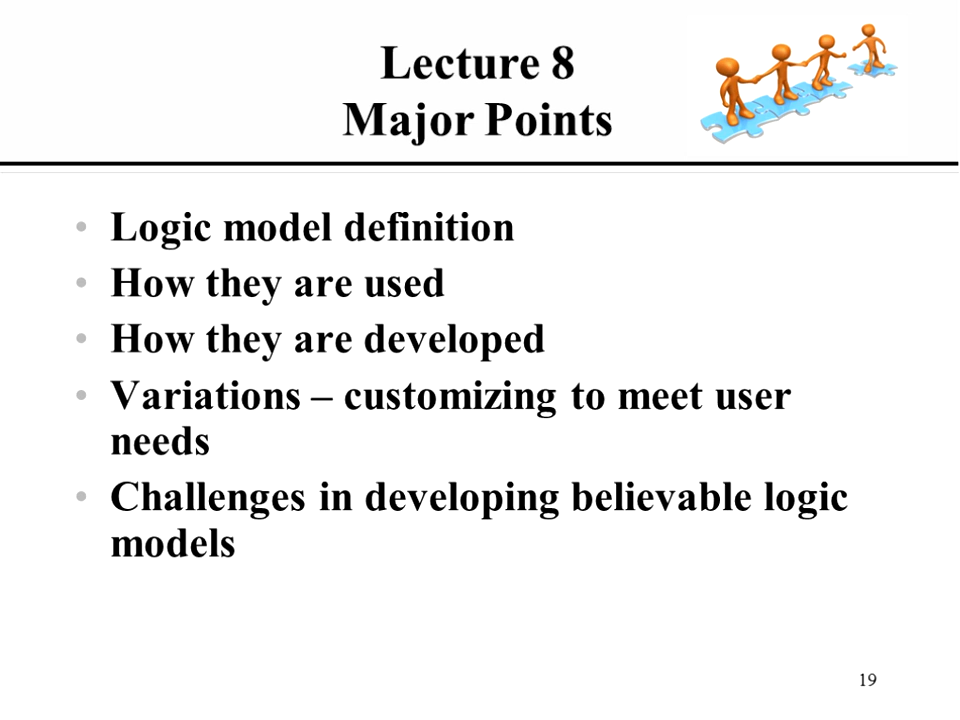 Lecture 8
Major Points
• Logic model definition
• How they are used
• How they are developed
• Variations – customizing to meet user
needs
• Challenges in developing believable logic
models
19